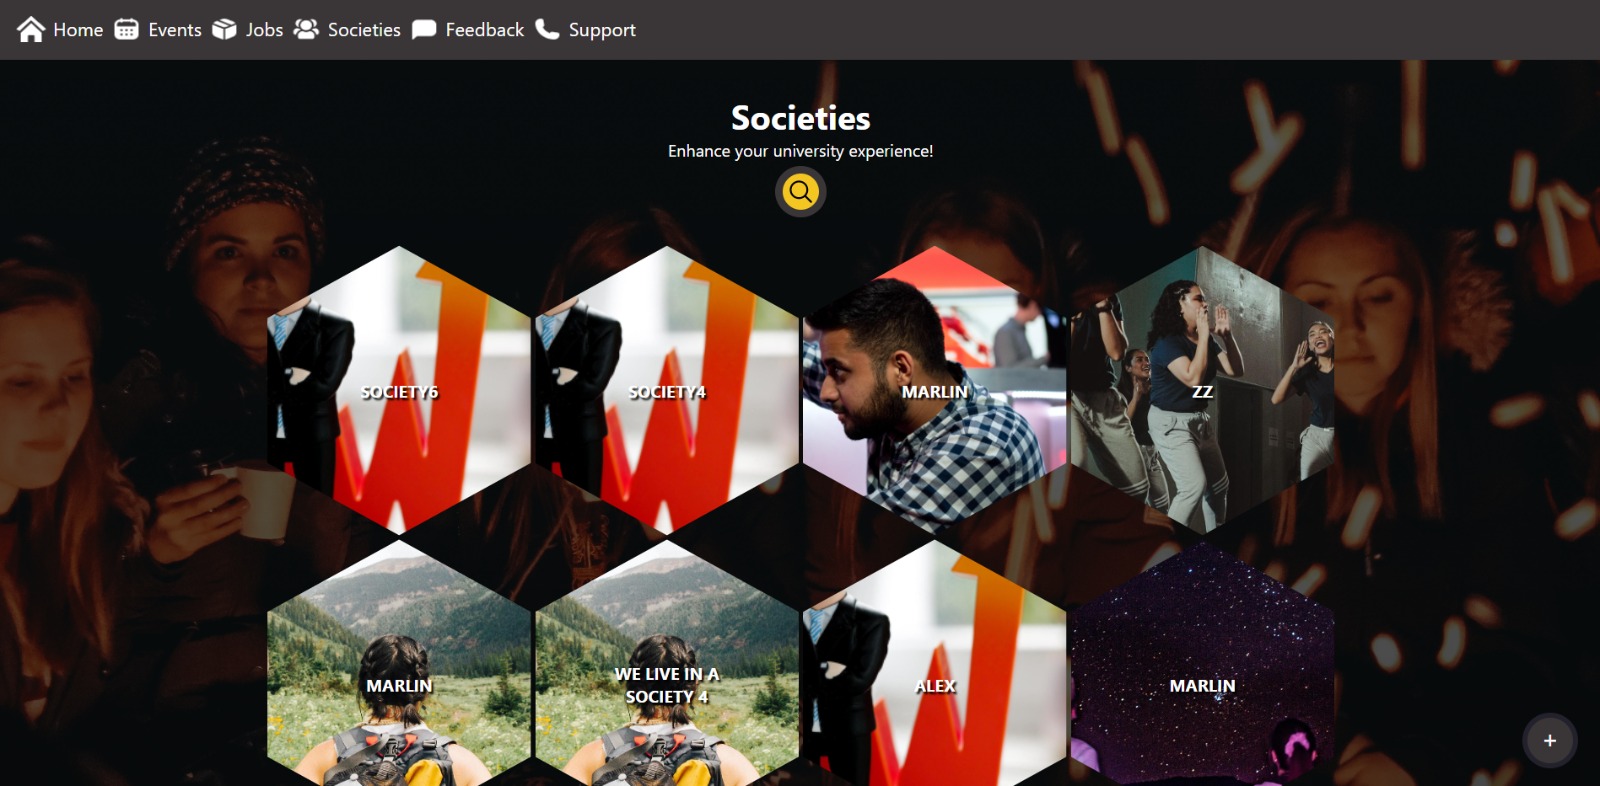 Home Events Jobs Societies Feedback Support
Societies
Enhance your university experience!
SOCIETY6 SOCIETY4 MARLIN ZZ
MARLIN WE LIVE IN A SOCIETY 4 ALEX MARLIN
+